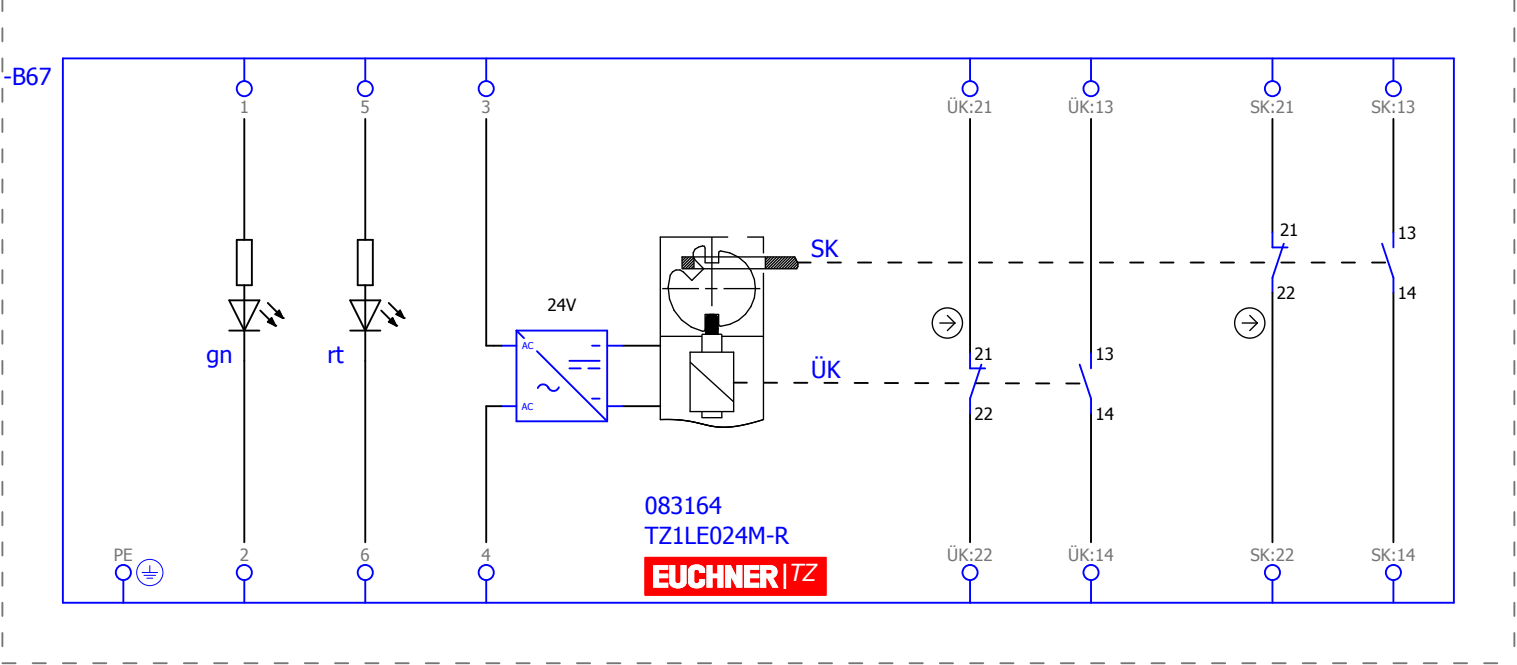 -B67
1
5
3
ÜK:21
ÜK:13
SK:21
SK:13
21
13
SK
22
14
24V
gn
rt
AC
AC
21
13
ÜK
22
14
083164
TZ1LE024M-R
EUCHNER|TZ
PE
2
6
4
ÜK:22
ÜK:14
SK:22
SK:14